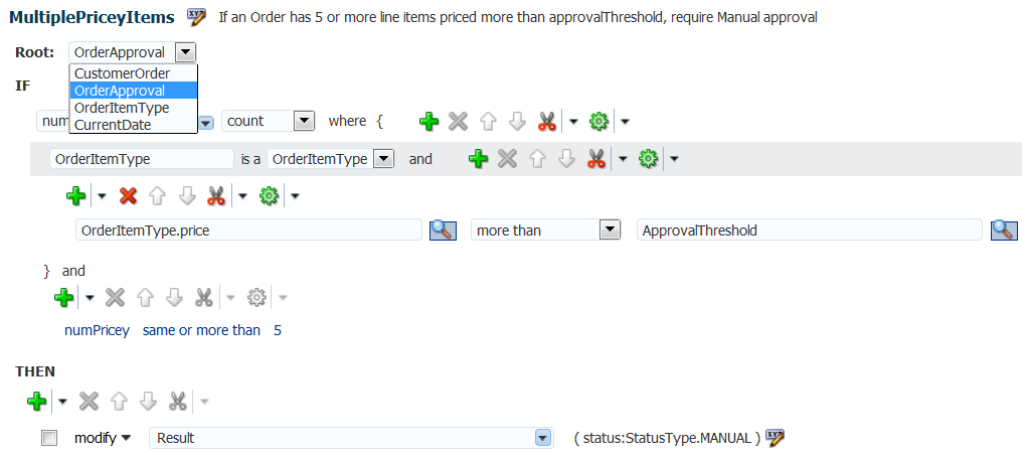 MultiplePriceyItems If an Order has 5 or more line items priced more than approvalThreshold, require Manual approval
Root: OrderApproval
CustomerOrder
OrderApproval
OrderItemType
CurrentDate
IF
count where {
OrderItemType is a OrderItemType and
OrderItemType.price more than ApprovalThreshold
} and
numPricey same or more than 5
THEN
modify Result ( status:StatusType.MANUAL )